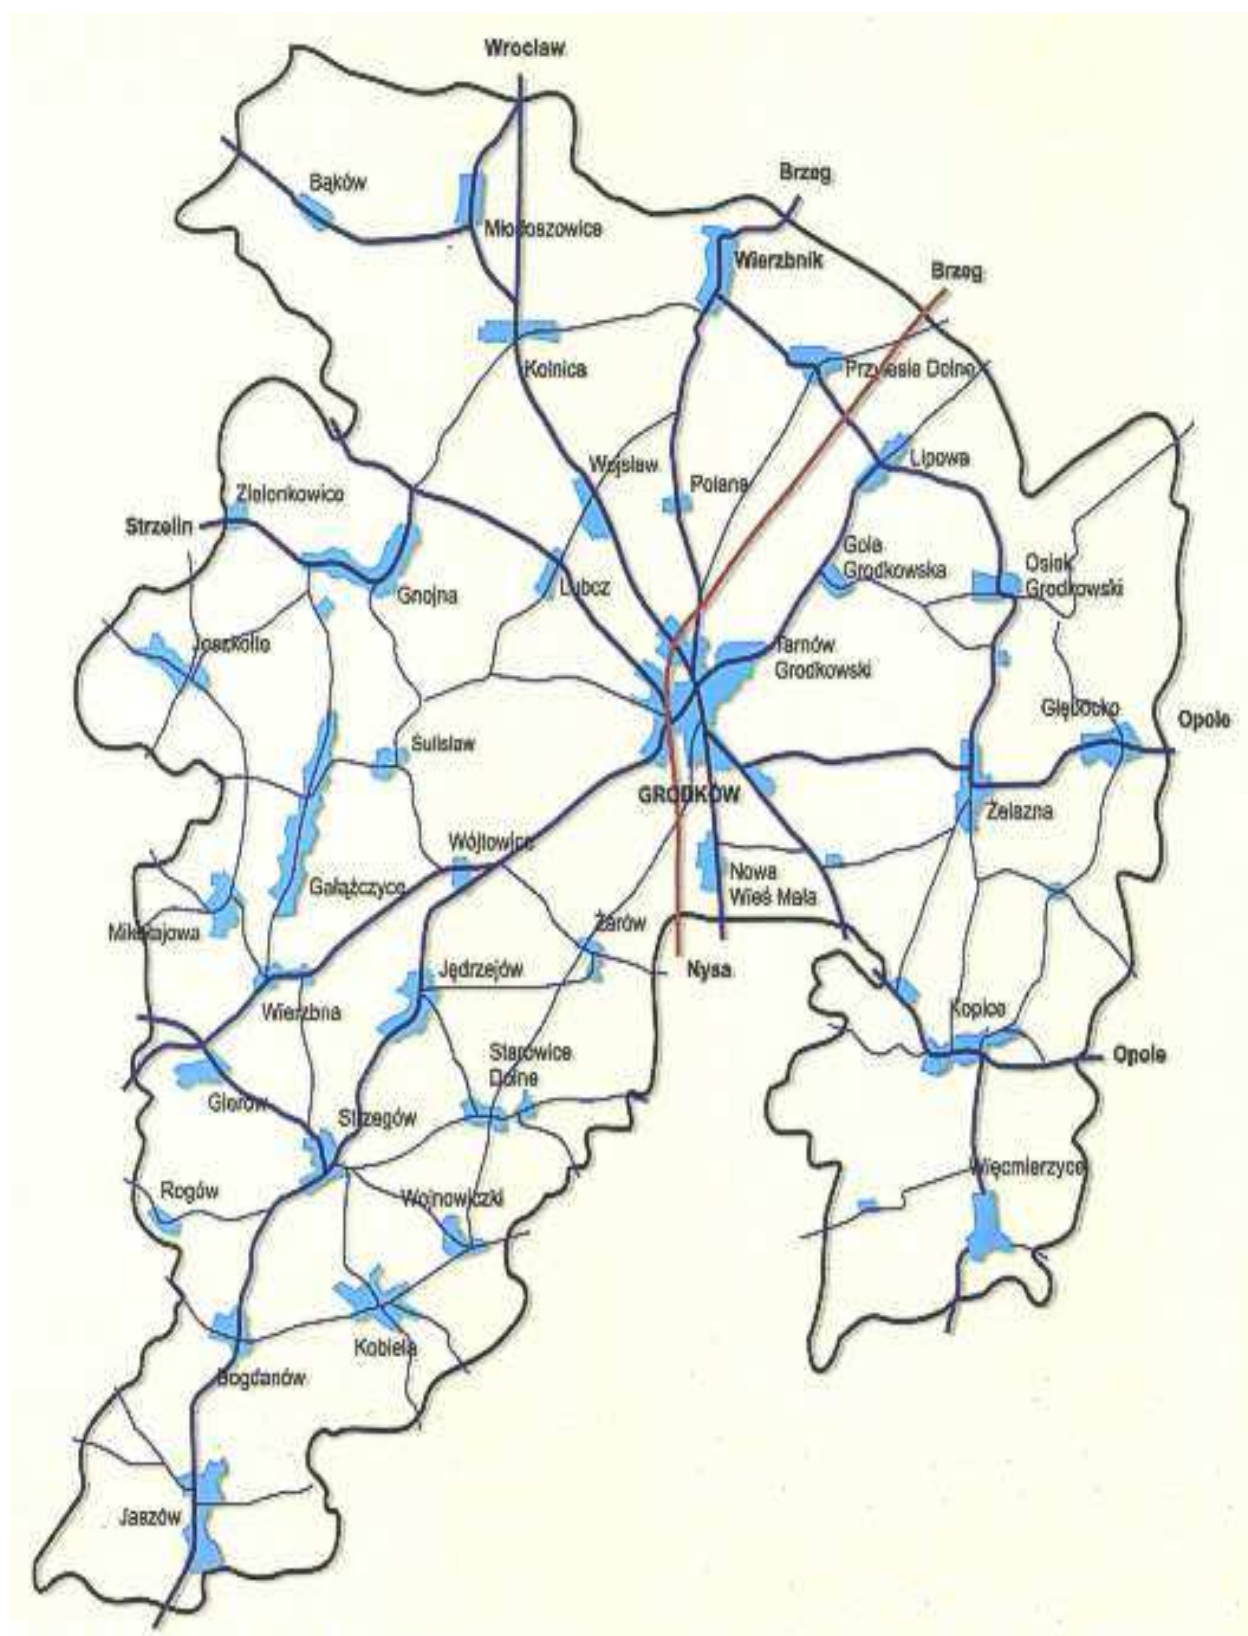 Wroclaw
Brzeg
Bąków
Młodoszowice
Wierzbnik
Brzeg
Kolnica
Przylesie Dolne
Lipowa
Wojsław
Polana
Zielonkowice
Strzelin
Gnojna
Lubcz
Gola
Grodkowska
Osiek
Grodkowski
Jeszkotle
Tarnów
Grodkowski
Głębocko
Opole
Sulisław
GRODKÓW
Żelazna
Wójtowice
Gałążczyce
Nowa
Wieś Mała
Mikołajowa
Żarów
Jędrzejów
Nysa
Wierzbna
Kopice
Starowice
Dolne
Opole
Gierów
Strzegów
Więcmierzyce
Rogów
Wojnowiczki
Kobiela
Bogdanów
Jaszów